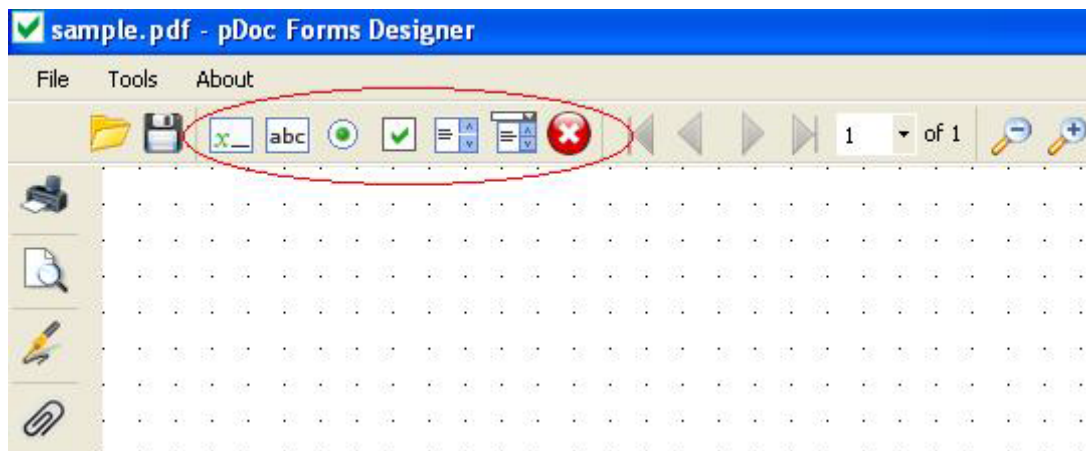 sample.pdf - pDoc Forms Designer
File Tools About
x_ abc 1 of 1